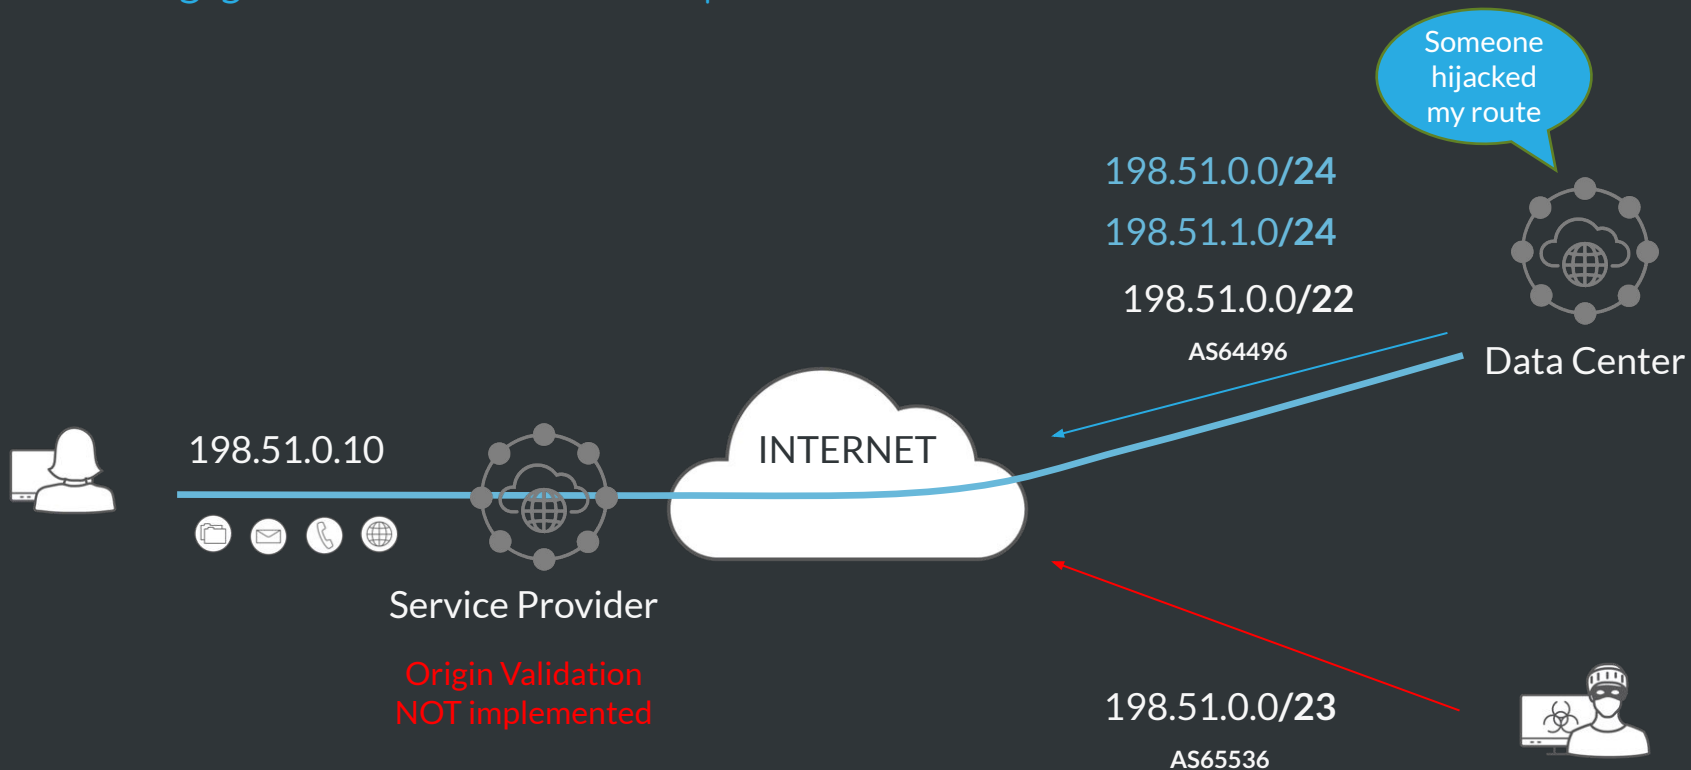 Someone
hijacked
my route
198.51.0.0/24
198.51.1.0/24
198.51.0.0/22
AS64496
Data Center
INTERNET
198.51.0.10
Service Provider
Origin Validation
NOT implemented
198.51.0.0/23
AS65536